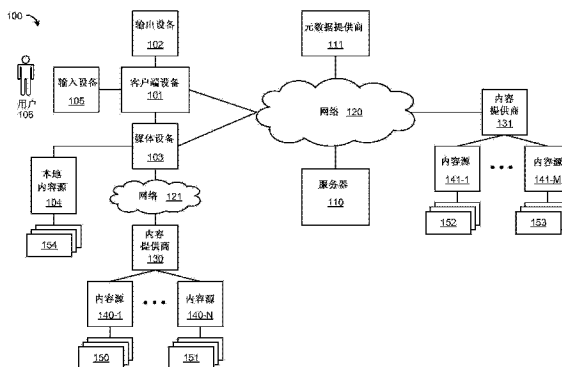 100
输出设备
102
元数据提供商
111
输入设备
105
客户端设备
101
用户
106
网络 120
内容
提供商
131
媒体设备
103
本地
内容源
104
网络 121
服务器
110
内容源
141-1
内容源
141-M
152
153
154
内容
提供商
130
内容源
140-1
内容源
140-N
150
151